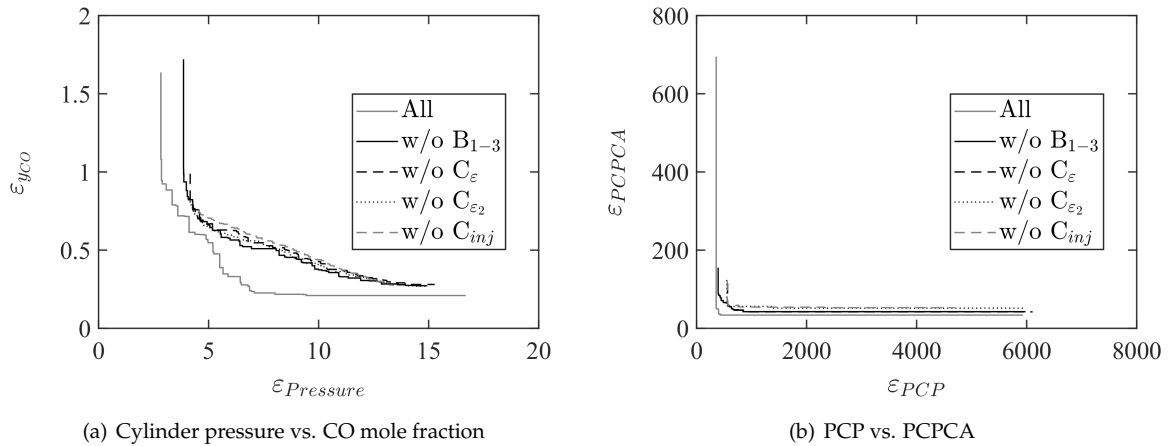 2
1.5
1
0.5
0
0 5 10 15 20
ε_{yCO}
ε_{Pressure}
All
w/o B_{1−3}
w/o C_ε
w/o C_{ε_2}
w/o C_{inj}
(a) Cylinder pressure vs. CO mole fraction
800
600
400
200
0
0 2000 4000 6000 8000
ε_{PCPCA}
ε_{PCP}
All
w/o B_{1−3}
w/o C_ε
w/o C_{ε_2}
w/o C_{inj}
(b) PCP vs. PCPCA